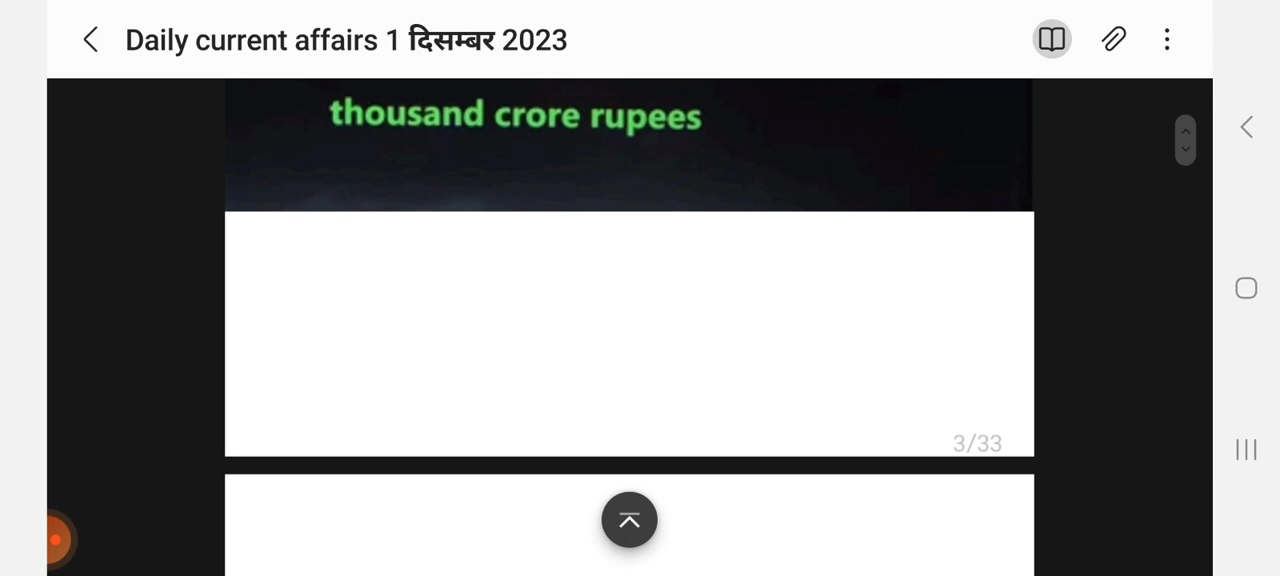 Daily current affairs 1 दिसम्बर 2023
thousand crore rupees
3/33